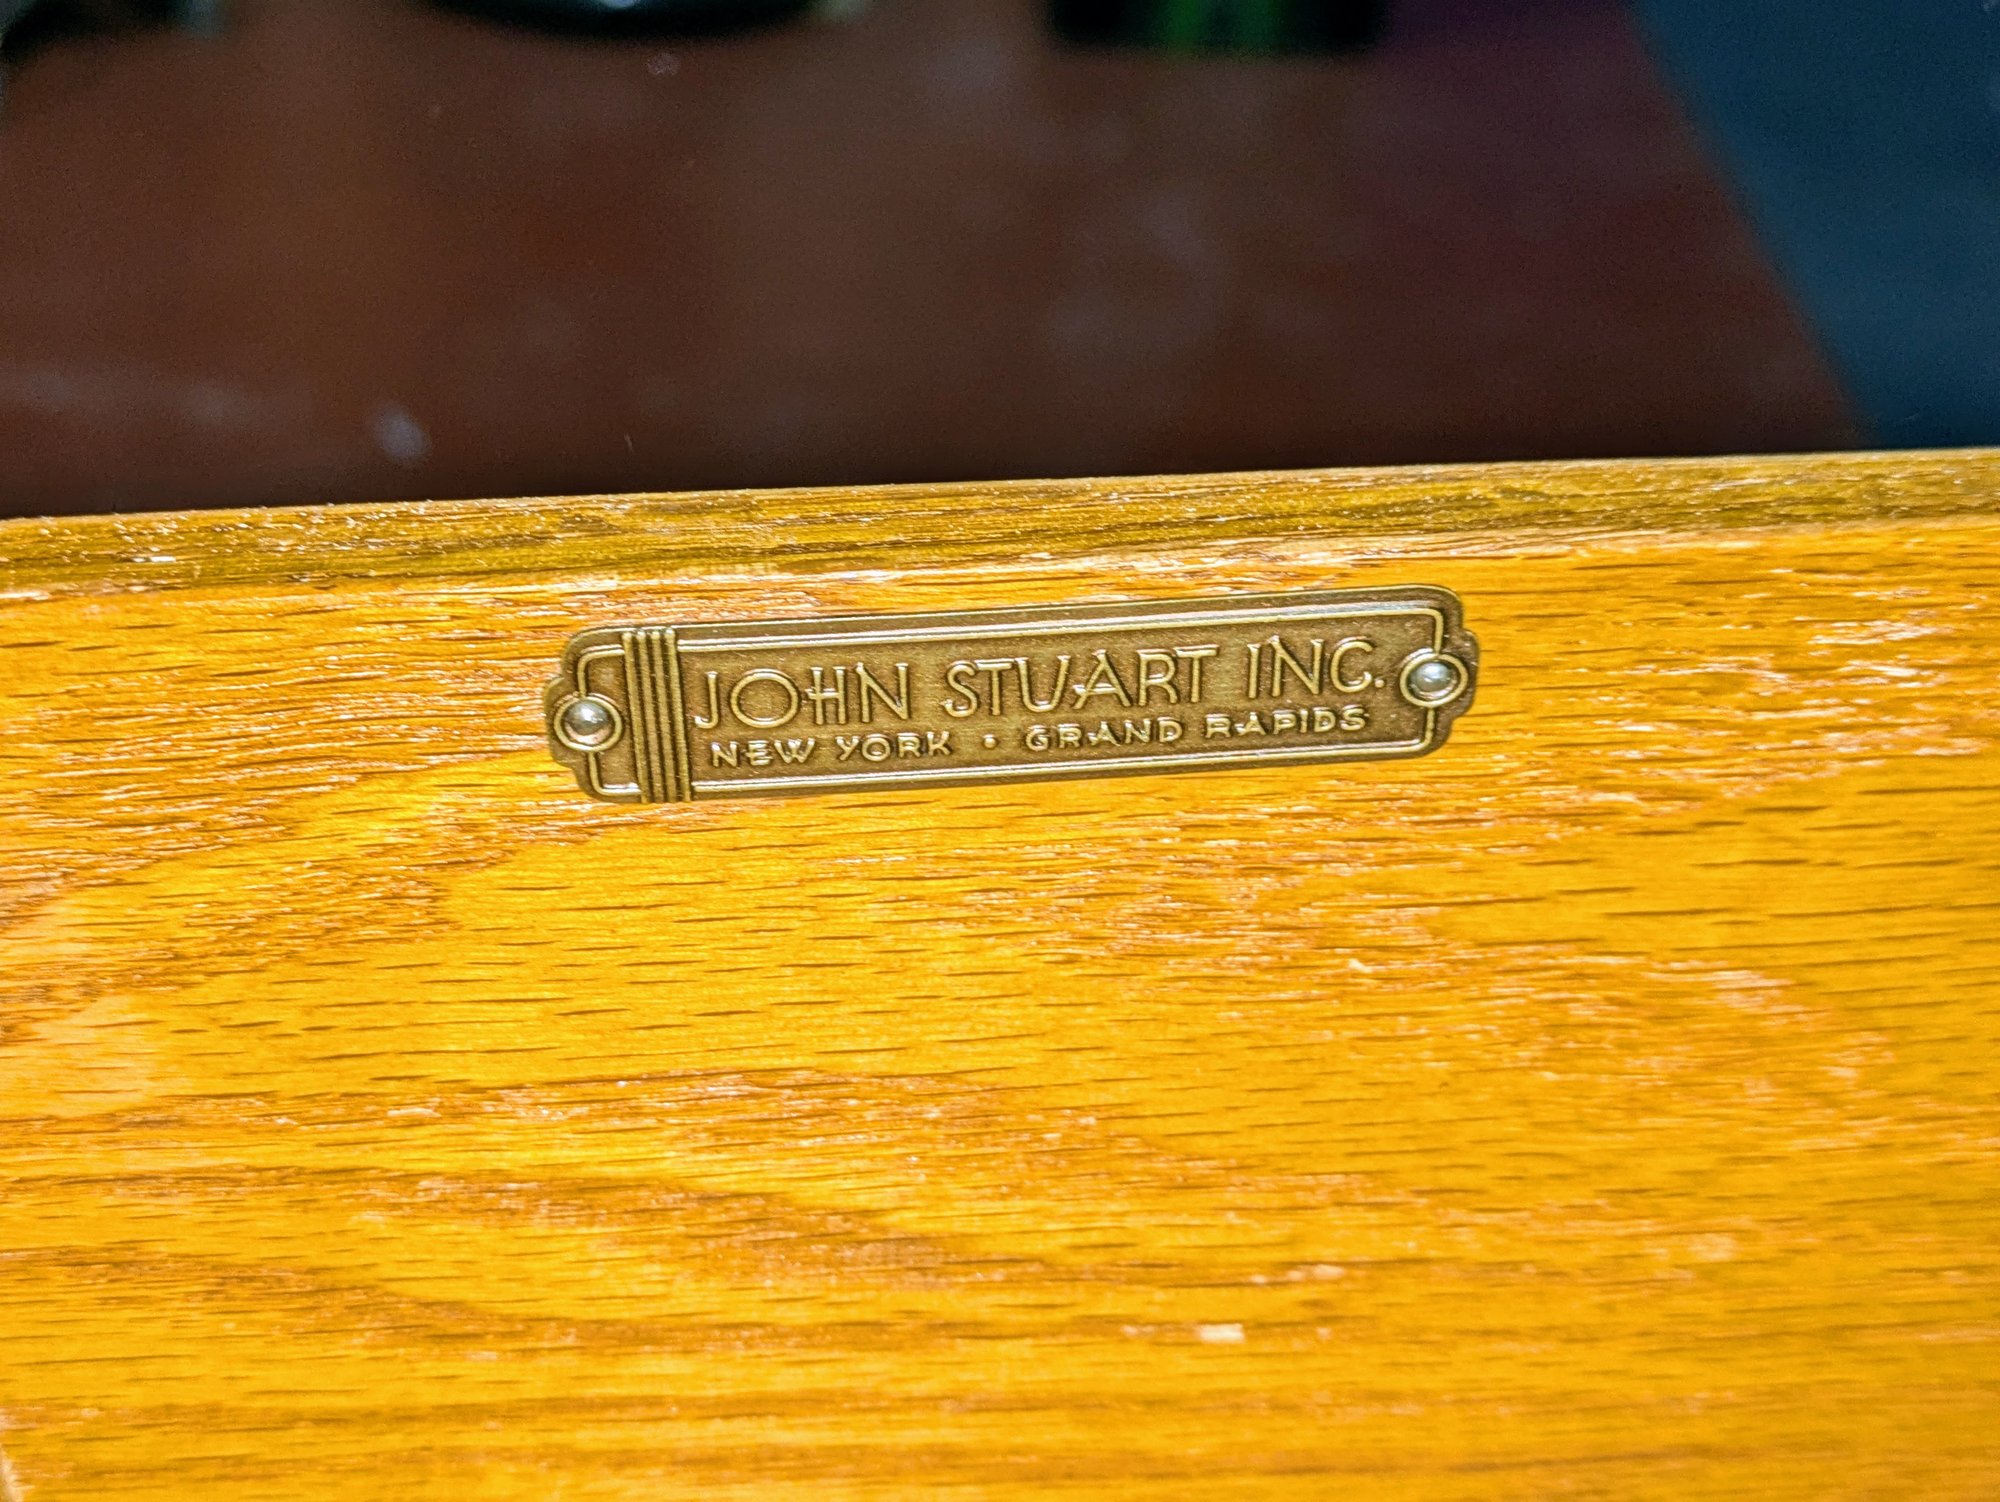 JOHN STUART INC.
NEW YORK • GRAND RAPIDS